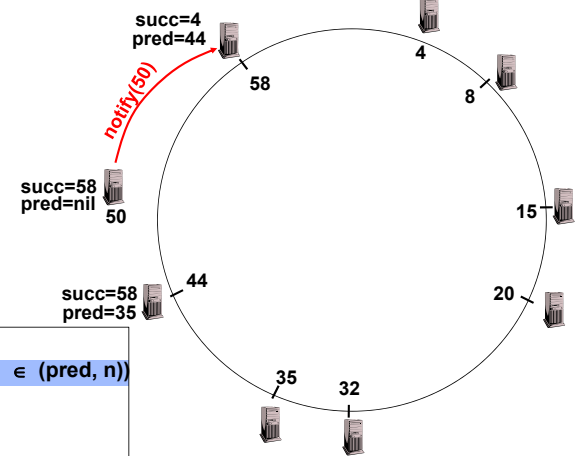 succ=4
pred=44
4
58
8
notify(50)
succ=58
pred=nil
50
15
44
succ=58
pred=35
20
∈ (pred, n))
35
32